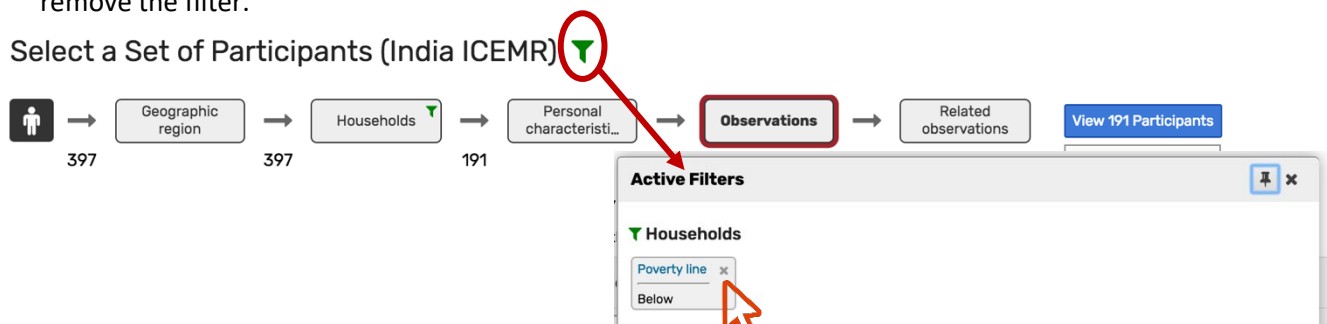 remove the filter.
Select a Set of Participants (India ICEMR)
Geographic
region
Households
Personal
characteristi...
Observations
Related
observations
View 191 Participants
397
397
191
Active Filters
Households
Poverty line
Below